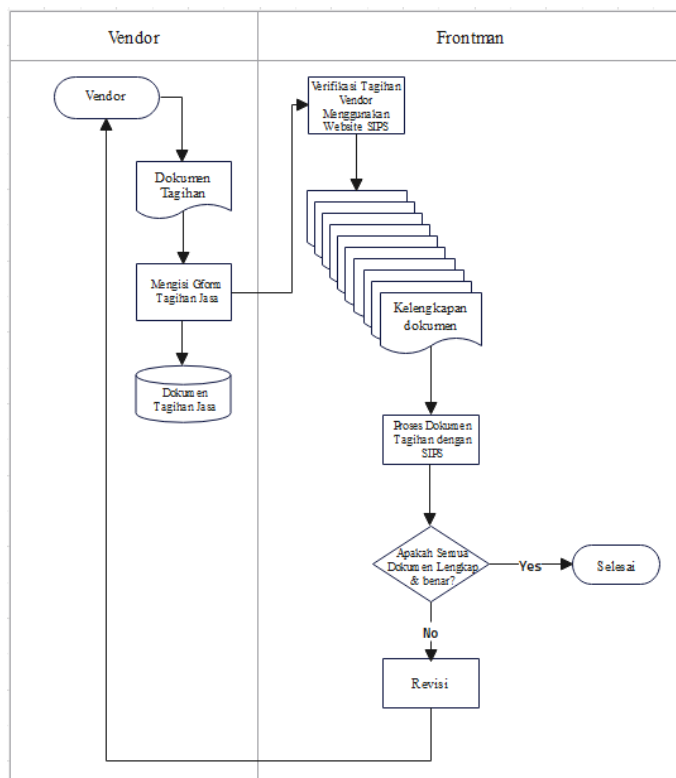 Vendor
Frontman
Vendor
Dokumen
Tagihan
Mengisi Gform
Tagihan Jasa
Dokumen
Tagihan Jasa
Verifikasi Tagihan
Vendor
Menggunakan
Website SIPS
Kelengkapan
dokumen
Proses Dokumen
Tagihan dengan
SIPS
Apakah Semua
Dokumen Lengkap
& benar?
Yes
Selesai
No
Revisi